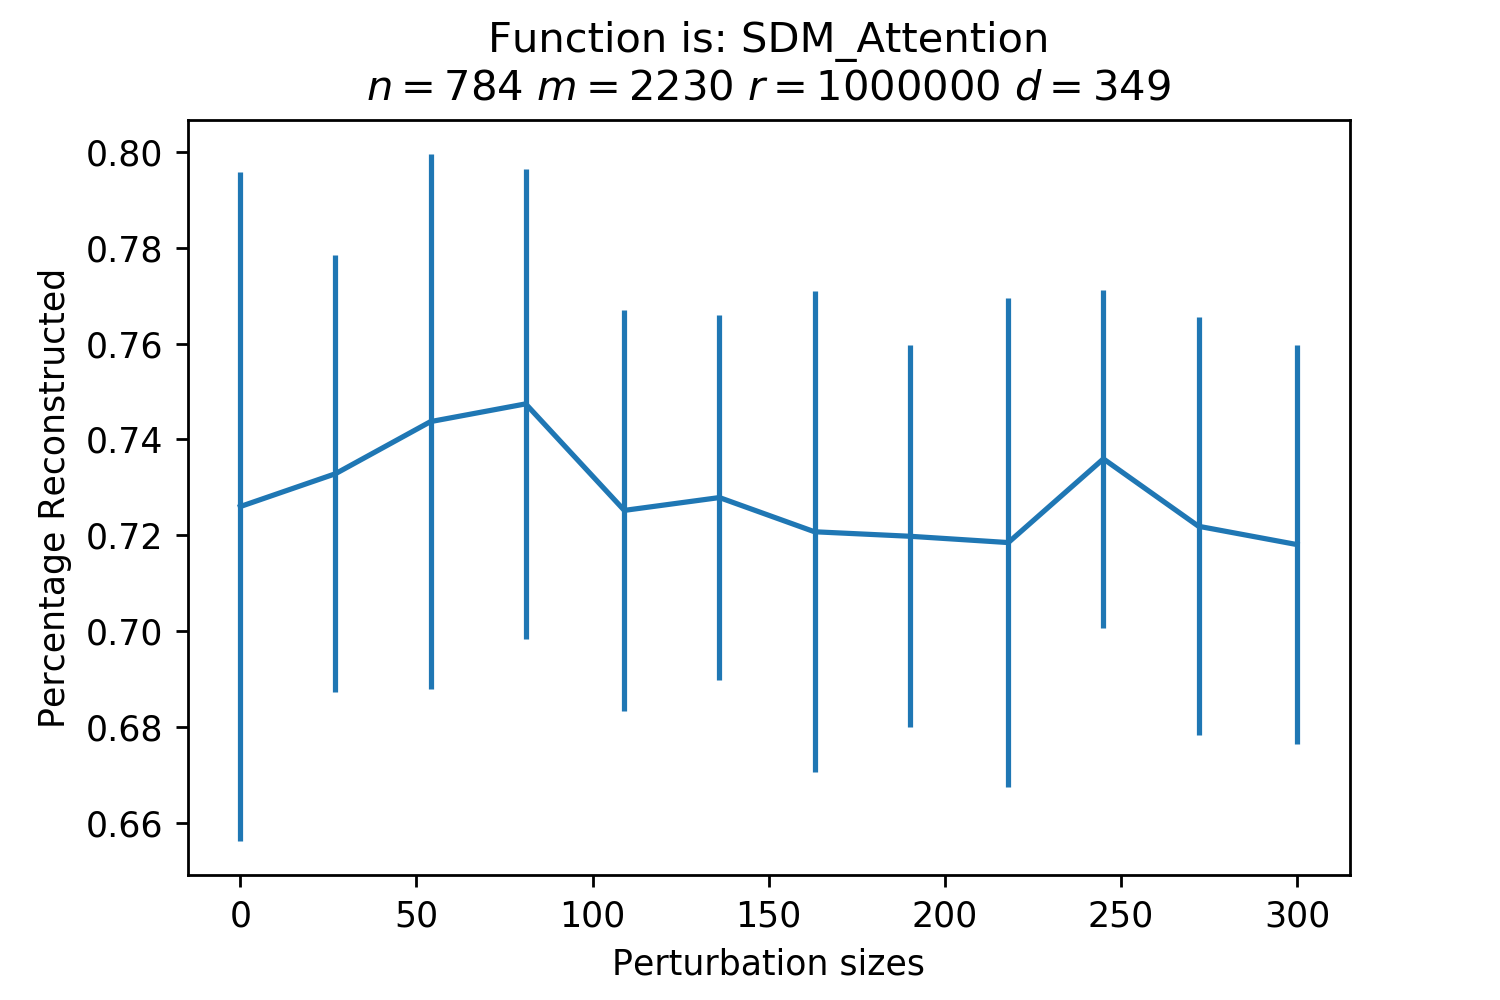 Function is: SDM_Attention
n = 784 m = 2230 r = 1000000 d = 349
0.80
0.78
0.76
0.74
0.72
0.70
0.68
0.66
Percentage Reconstructed
0 50 100 150 200 250 300
Perturbation sizes